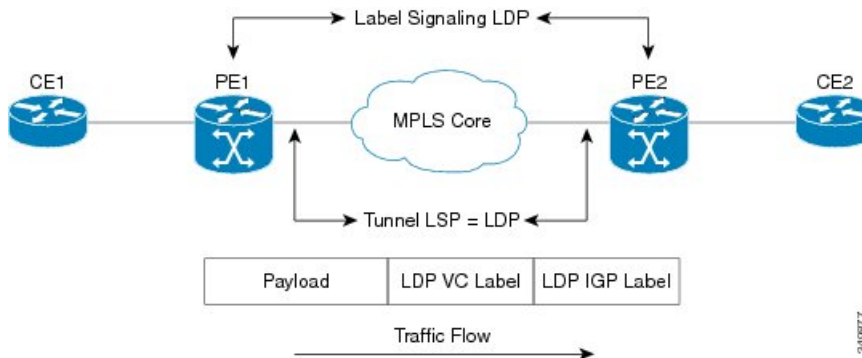 Label Signaling LDP
CE1
PE1
PE2
CE2
MPLS Core
Tunnel LSP = LDP
Payload
LDP VC Label
LDP IGP Label
Traffic Flow